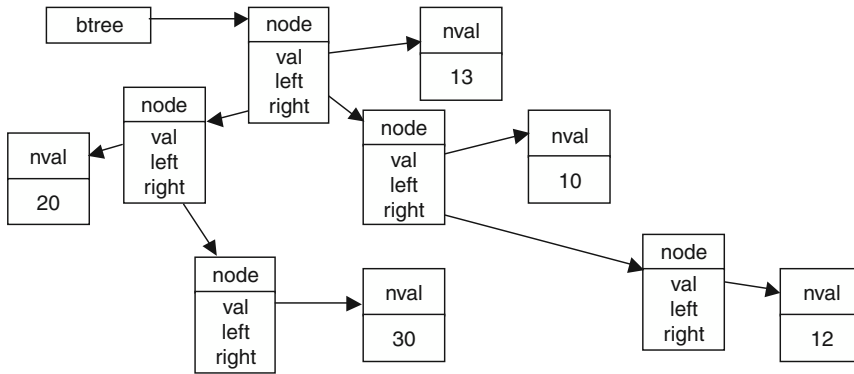 btree
node
val
left
right
nval
13
node
val
left
right
nval
20
node
val
left
right
nval
10
node
val
left
right
nval
30
node
val
left
right
nval
12